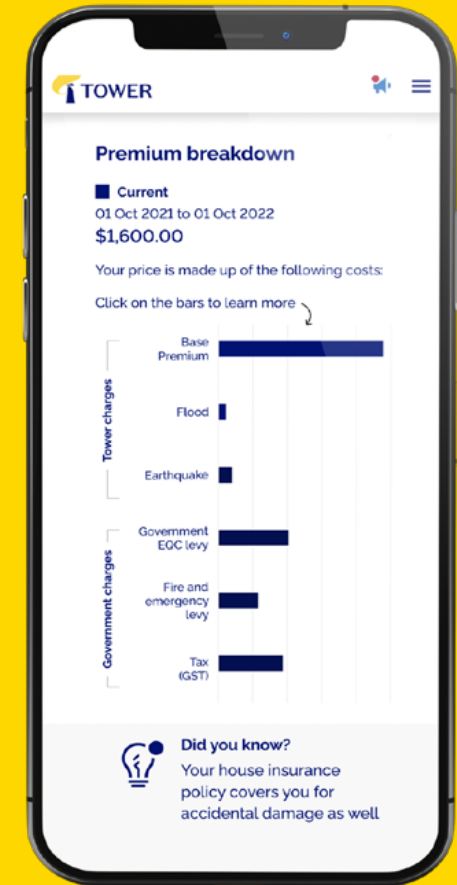 TOWER
Premium breakdown
Current
01 Oct 2021 to 01 Oct 2022
$1,600.00
Your price is made up of the following costs:
Click on the bars to learn more
Tower charges
Base
Premium
Flood
Earthquake
Government charges
Government
EQC levy
Fire and
emergency
levy
Tax
(GST)
Did you know?
Your house insurance
policy covers you for
accidental damage as well